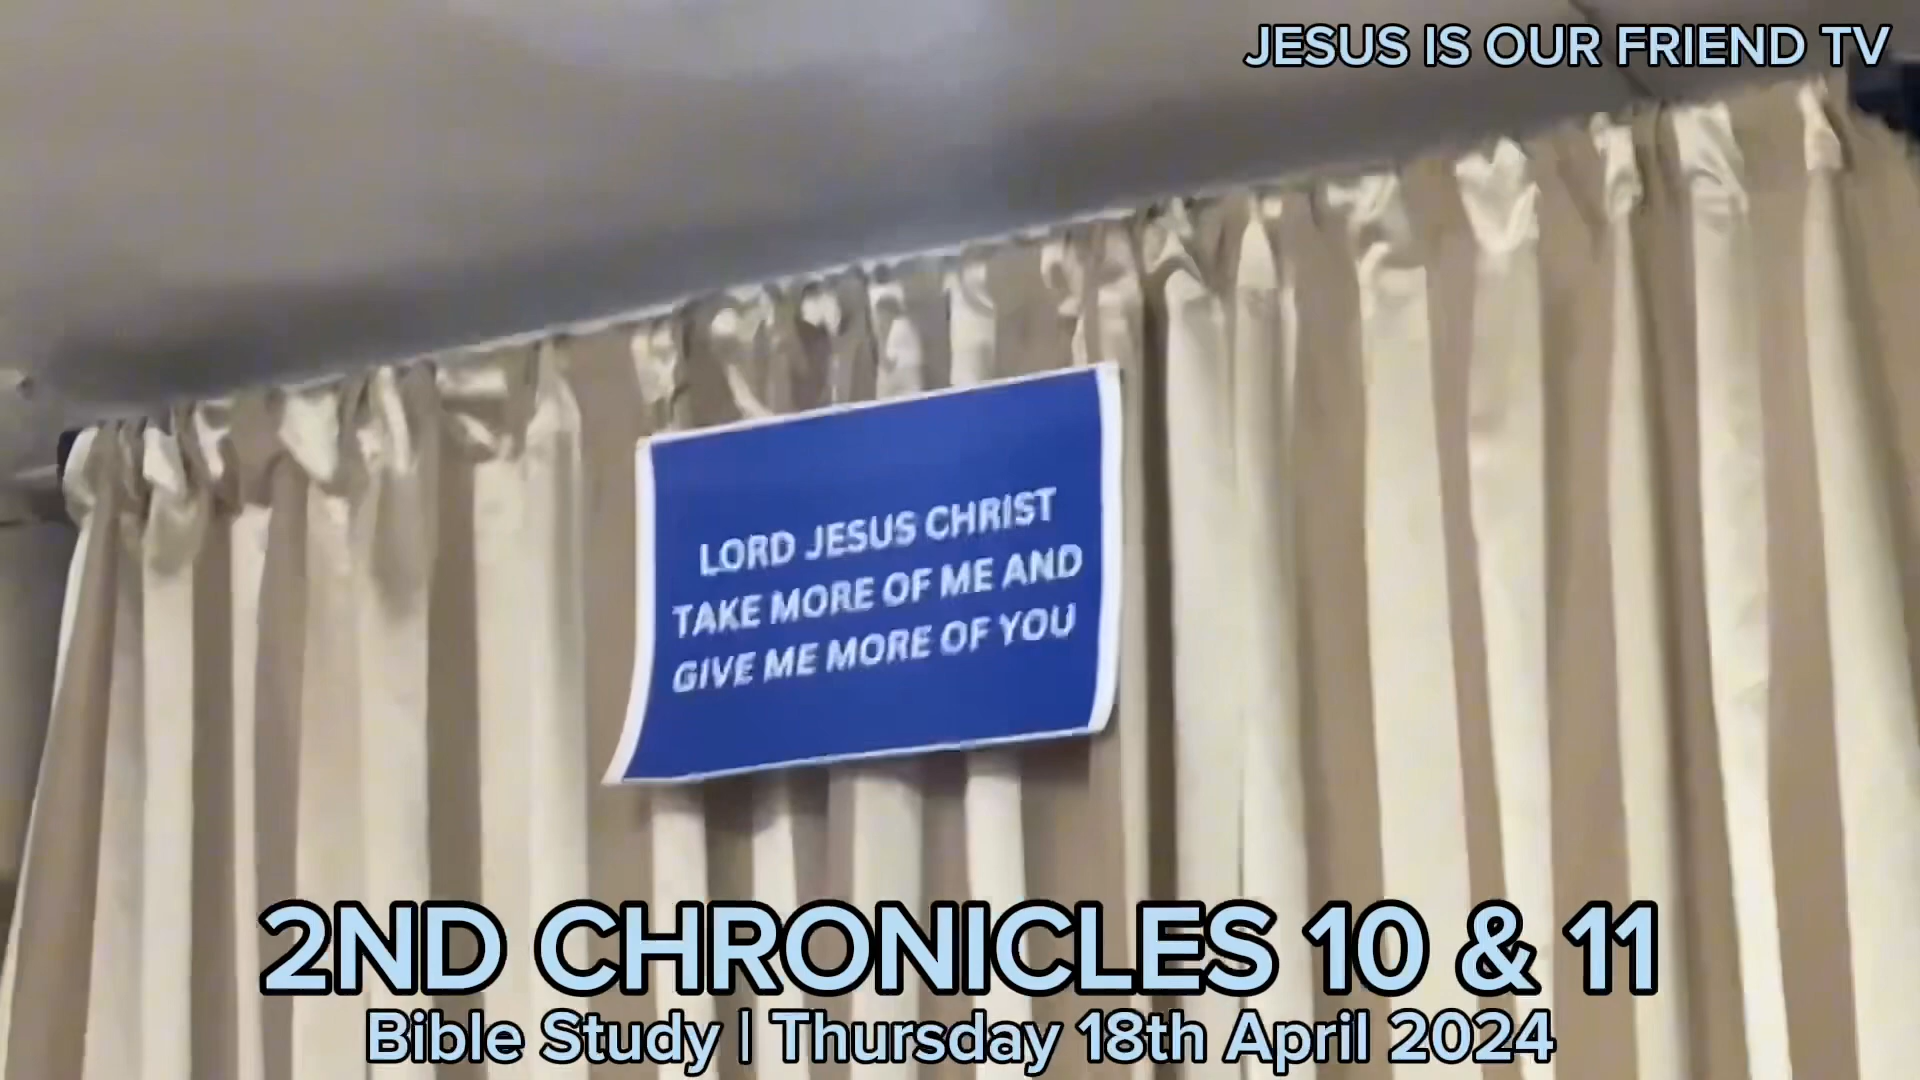 JESUS IS OUR FRIEND TV
LORD JESUS CHRIST
TAKE MORE OF ME AND
GIVE ME MORE OF YOU
2ND CHRONICLES 10 & 11
Bible Study | Thursday 18th April 2024